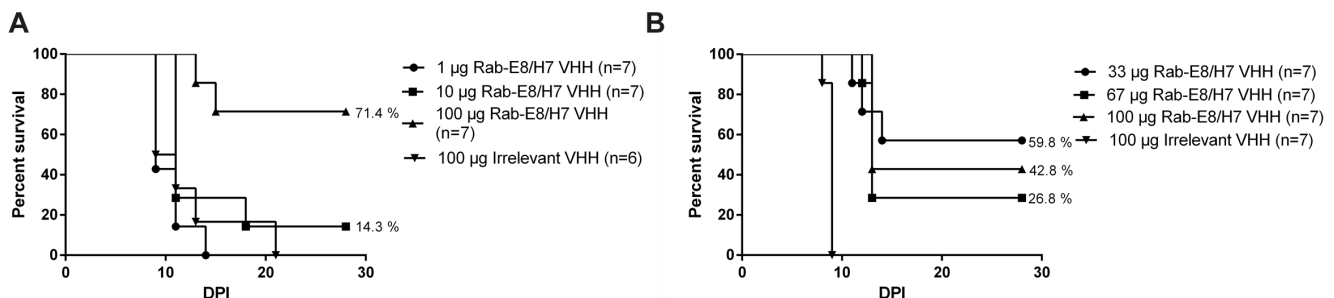 A
Percent survival
100
80
60
40
20
0
0 10 20 30
DPI
71.4 %
14.3 %
1 µg Rab-E8/H7 VHH (n=7)
10 µg Rab-E8/H7 VHH (n=7)
100 µg Rab-E8/H7 VHH
(n=7)
100 µg Irrelevant VHH (n=6)
B
Percent survival
100
80
60
40
20
0
0 10 20 30
DPI
59.8 %
42.8 %
26.8 %
33 µg Rab-E8/H7 VHH (n=7)
67 µg Rab-E8/H7 VHH (n=7)
100 µg Rab-E8/H7 VHH (n=7)
100 µg Irrelevant VHH (n=7)